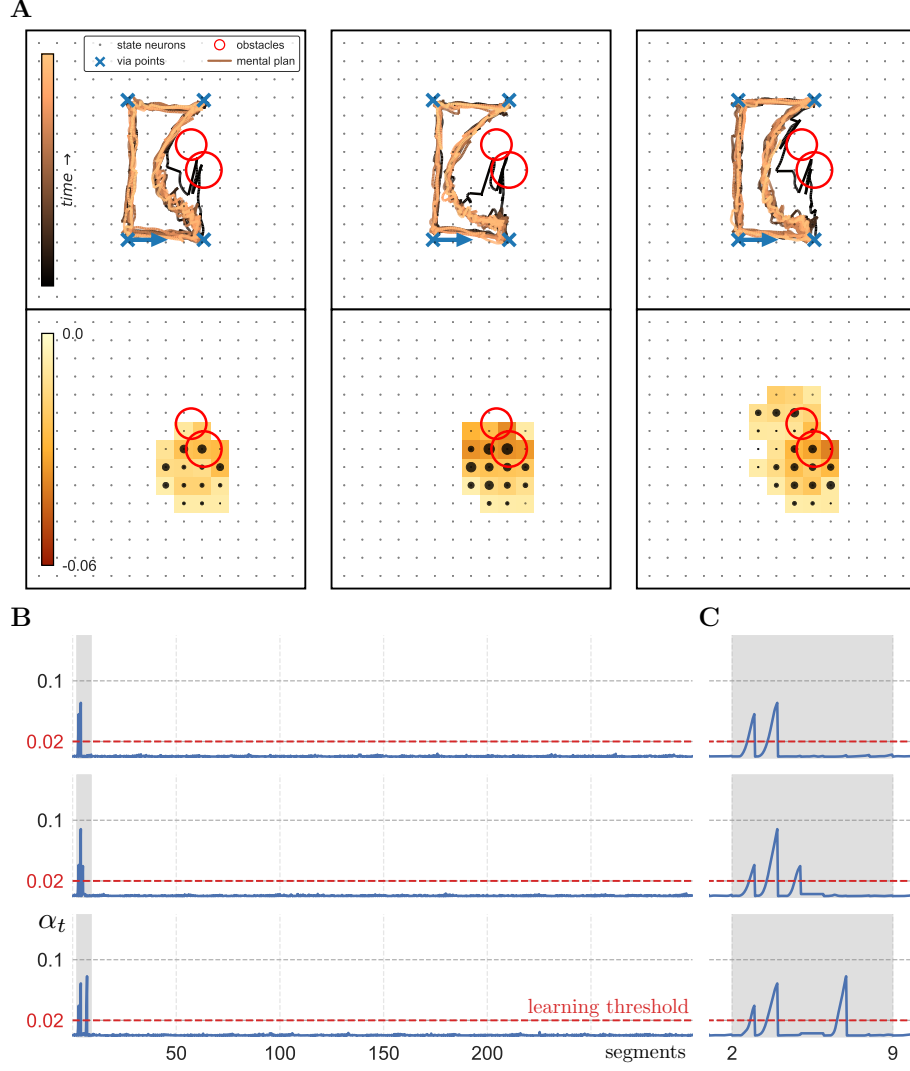 A
state neurons
obstacles
via points
mental plan
time →
0.0
-0.06
B
C
0.1
0.02
0.1
0.02
αt
0.1
learning threshold
0.02
50
100
150
200
segments
2
9